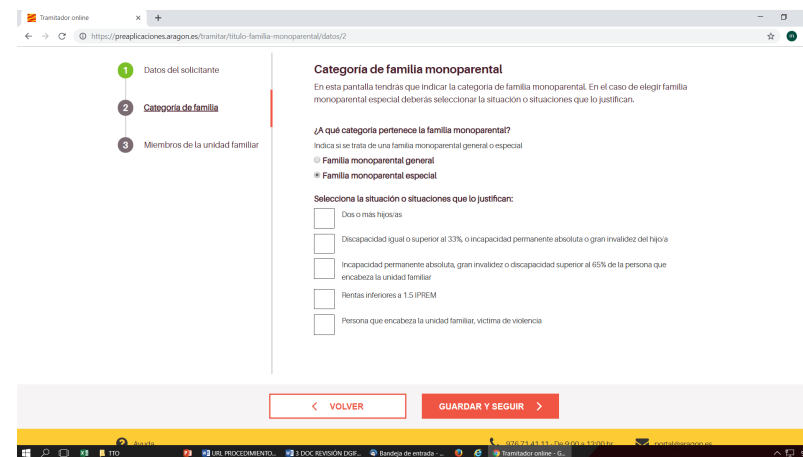 Tramitador online
https://preaplicaciones.aragon.es/tramitar/titulo-familia-monoparental/datos/2
1 Datos del solicitante
2 Categoría de familia
3 Miembros de la unidad familiar
Categoría de familia monoparental
En esta pantalla tendrás que indicar la categoría de familia monoparental. En el caso de elegir familia
monoparental especial deberás seleccionar la situación o situaciones que lo justifican.
¿A qué categoría pertenece la familia monoparental?
Indica si se trata de una familia monoparental general o especial
Familia monoparental general
Familia monoparental especial
Selecciona la situación o situaciones que lo justifican:
Dos o más hijos/as
Discapacidad igual o superior al 33%, o incapacidad permanente absoluta o gran invalidez del hijo/a
Incapacidad permanente absoluta, gran invalidez o discapacidad superior al 65% de la persona que
encabeza la unidad familiar
Rentas inferiores a 1.5 IPREM
Persona que encabeza la unidad familiar, víctima de violencia
VOLVER
GUARDAR Y SEGUIR
Ayuda
976 71 41 11 - De 9:00 a 13:00 hr
portal@aragon.es
TTO
URL PROCEDIMIENTO...
3 DOC REVISIÓN DGIF...
Bandeja de entrada - ...
Tramitador online - G...